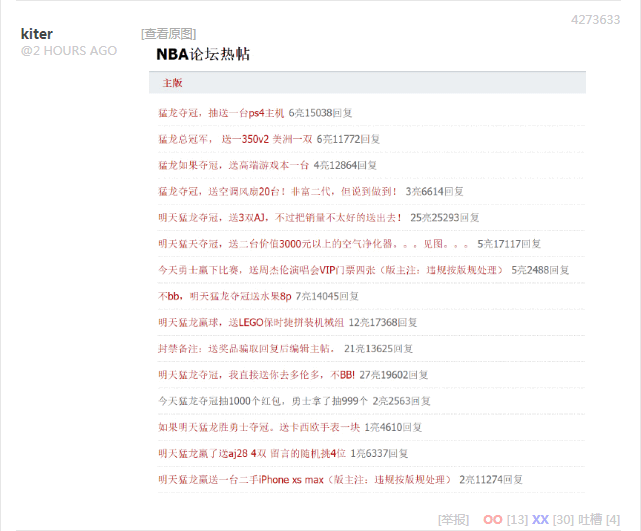 4273633
kiter
[查看原图]
@2 HOURS AGO
NBA论坛热帖
主版
猛龙夺冠，抽送一台ps4主机 6亮15038回复
猛龙总冠军， 送一350v2 美洲一双 6亮11772回复
猛龙如果夺冠，送高端游戏本一台 4亮12864回复
猛龙夺冠，送空调风扇20台！非富二代，但说到做到！ 3亮6614回复
明天猛龙夺冠，送3双AJ，不过把销量不太好的送出去！ 25亮25293回复
明天猛天夺冠，送二台价值3000元以上的空气净化器。。，见图。。。 5亮17117回复
今天勇士赢下比赛，送周杰伦演唱会VIP门票四张（版主注：违规按版规处理） 5亮2488回复
不bb，明天猛龙夺冠送水果8p 7亮14045回复
明天猛龙赢球，送LEGO保时捷拼装机械组 12亮17368回复
封禁备注：送奖品骗取回复后编辑主帖， 21亮13625回复
明天猛龙夺冠，我直接送你去多伦多，不BB! 27亮19602回复
今天猛龙夺冠抽1000个红包，勇士拿了抽999个 2亮2563回复
如果明天猛龙胜勇士夺冠。送卡西欧手表一块 1亮4610回复
明天猛龙赢了送aj28 4双 留言的随机挑4位 1亮6337回复
明天猛龙赢送一台二手iPhone xs max（版主注：违规按版规处理） 2亮11274回复
[举报] OO [13] XX [30] 吐槽 [4]